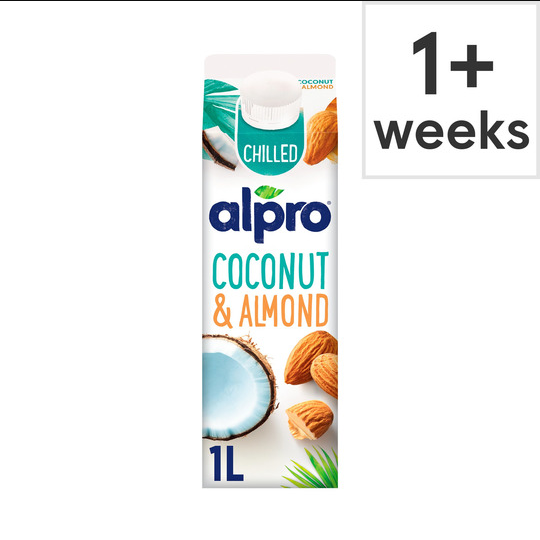 1+
weeks
COCONUT
ALMOND
CHILLED
alpro®
COCONUT
& ALMOND
1L